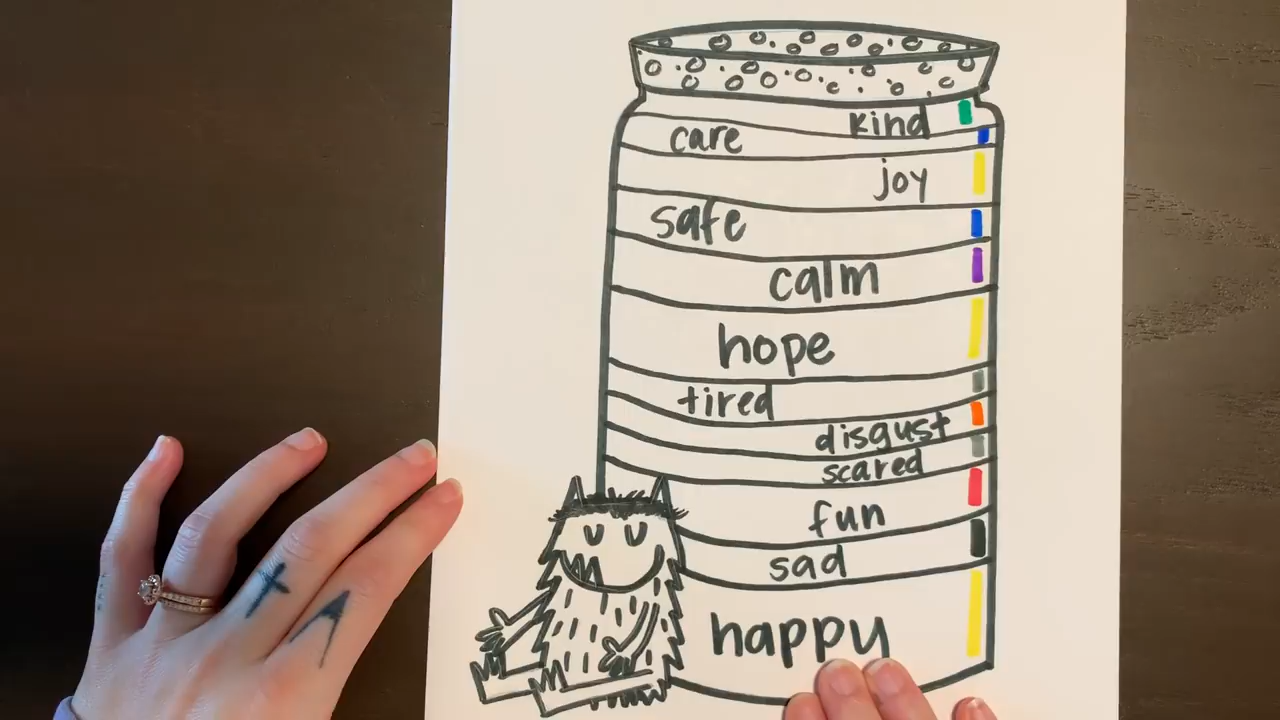 kind
care
joy
safe
calm
hope
tired
disgust
scared
fun
sad
happy